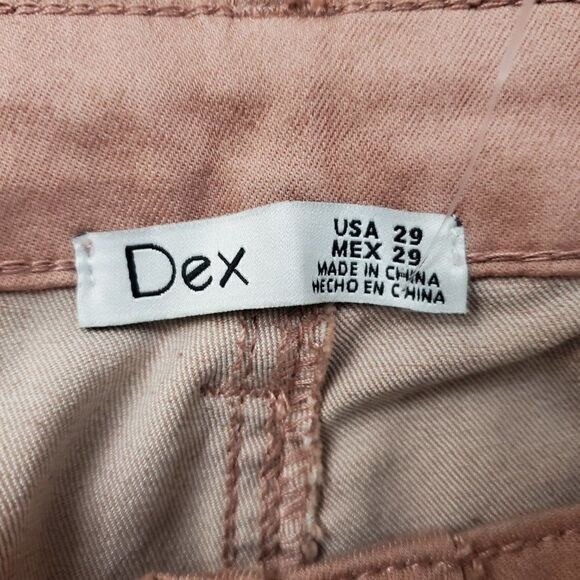 Dex
USA 29
MEX 29
MADE IN CHINA
HECHO EN CHINA